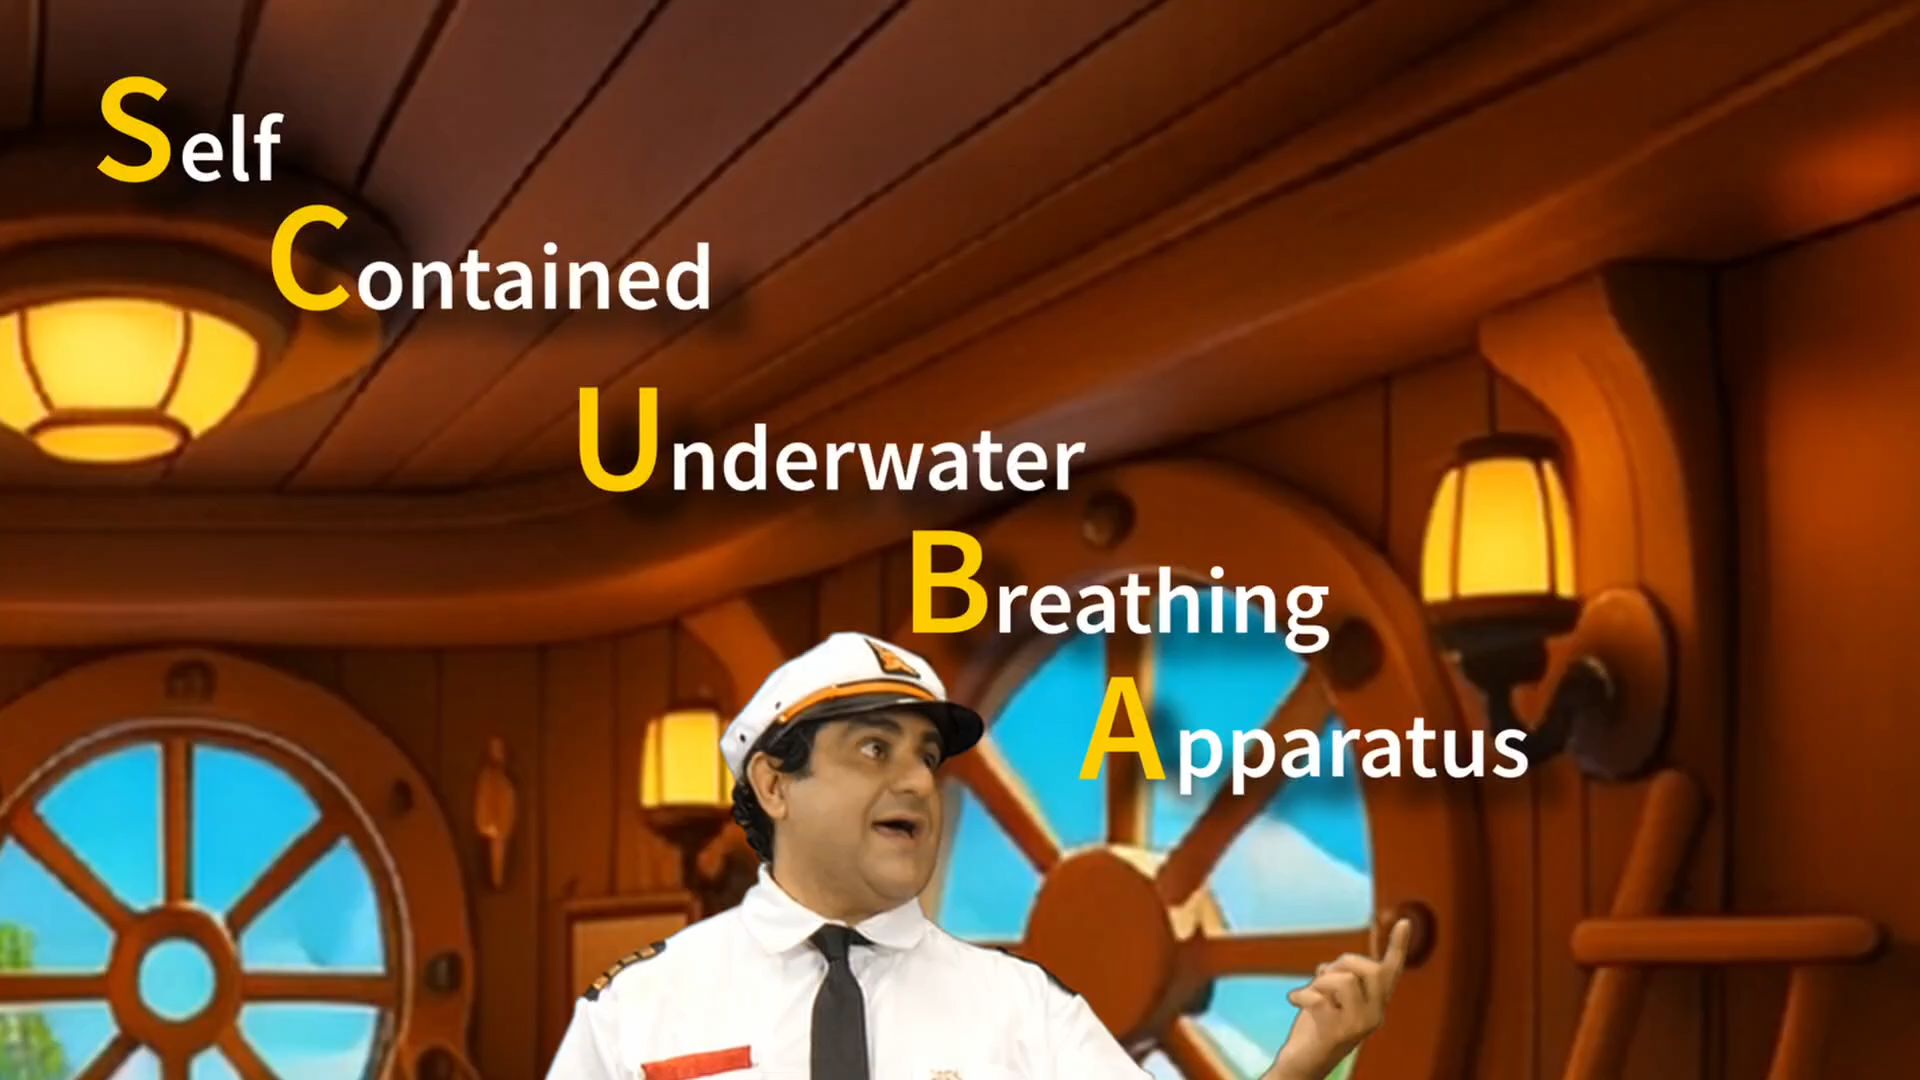 Self
Contained
Underwater
Breathing
Apparatus